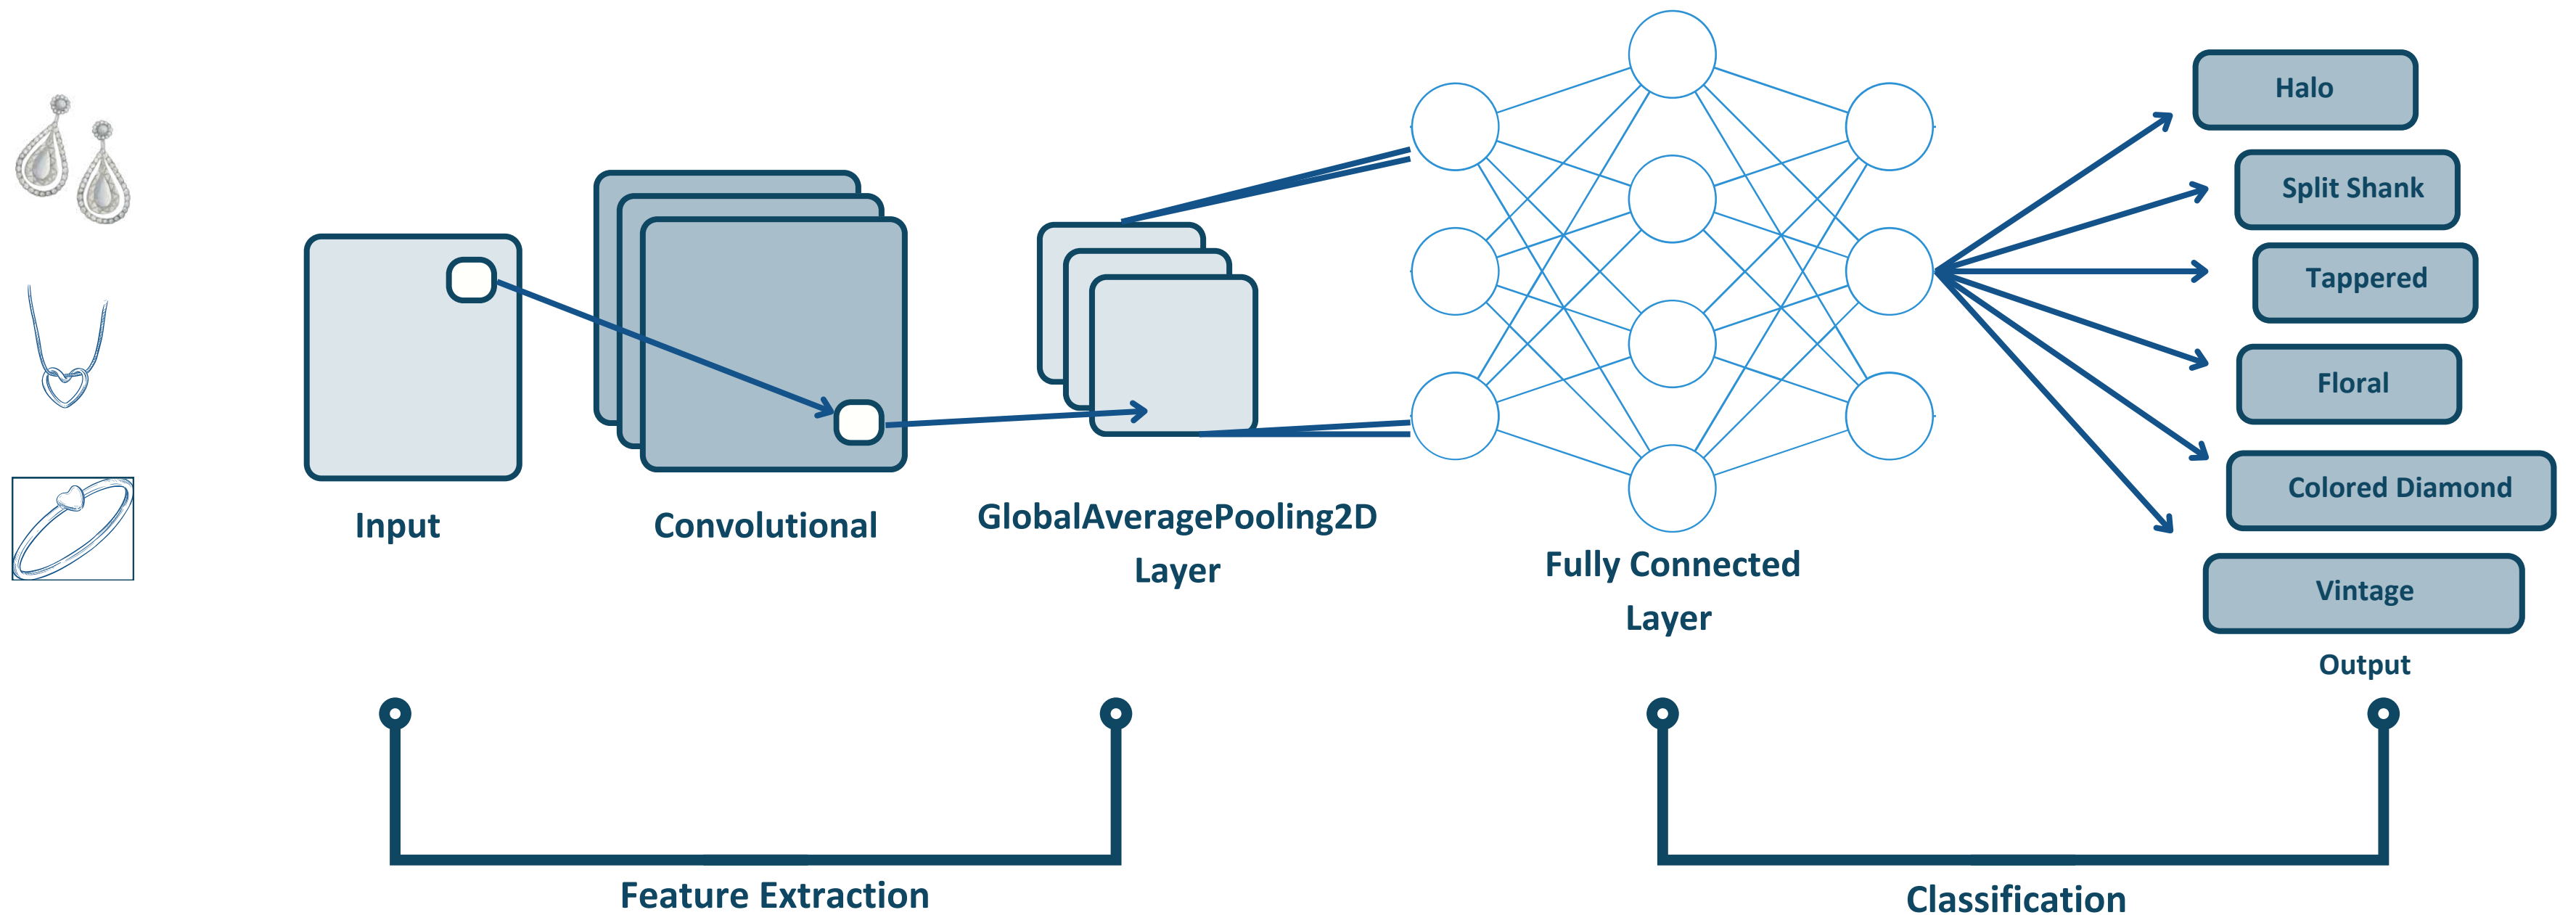 Halo
Split Shank
Tappered
Floral
Colored Diamond
Vintage
Output
Input
Convolutional
GlobalAveragePooling2D
Layer
Fully Connected
Layer
Feature Extraction
Classification